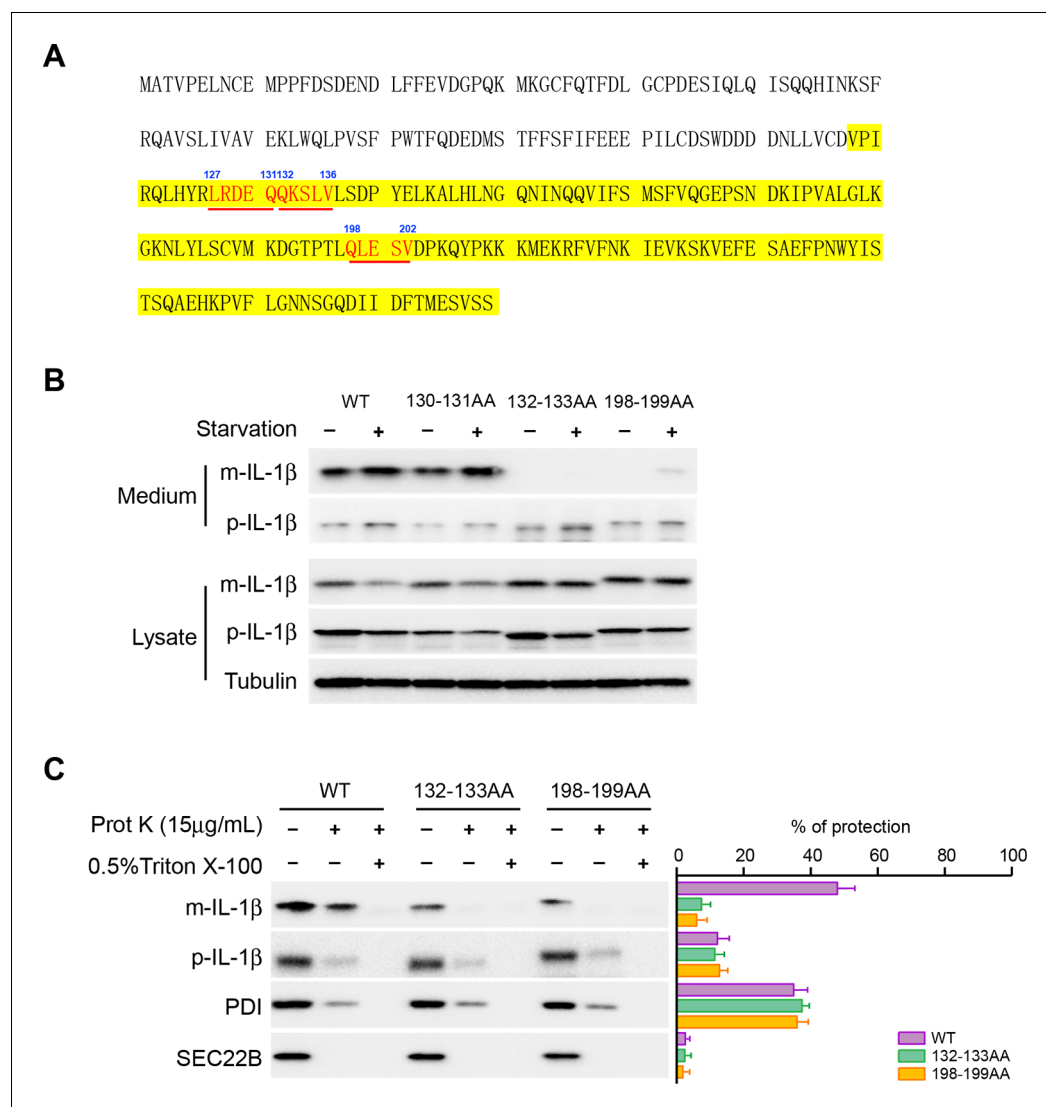 A
MATVPELNCE MPPFDSDEND LFFEVDGPQK MKGCFQTFDL GCPDESIQLQ ISQQHINKSF
RQAVSLIVAV EKLWQLPVSF PWTFQDEDMS TFFSFIFEEE PILCDSWDDD DNLLVCDVPI
127 131 132 136
RQLHYRLRDE QQKSLVLSDP YELKALHLNG QNINQQVIFS MSFVQGEPSN DKIPVALGLK
198 202
GKNLYLSCVM KDGTPTLQLE SVDPKQYPKK KMEKRFVFNK IEVKSKVEFE SAEFPNWYIS
TSQAEHKPVF LGNNSGQDII DFTMESVSS
B
WT 130-131AA 132-133AA 198-199AA
Starvation − + − + − + − +
Medium
m-IL-1β
p-IL-1β
Lysate
m-IL-1β
p-IL-1β
Tubulin
C
WT 132-133AA 198-199AA
Prot K (15μg/mL) − + + − + + − + +
0.5%Triton X-100 − − + − − + − − +
m-IL-1β
p-IL-1β
PDI
SEC22B
% of protection
0 20 40 60 80 100
WT
132-133AA
198-199AA